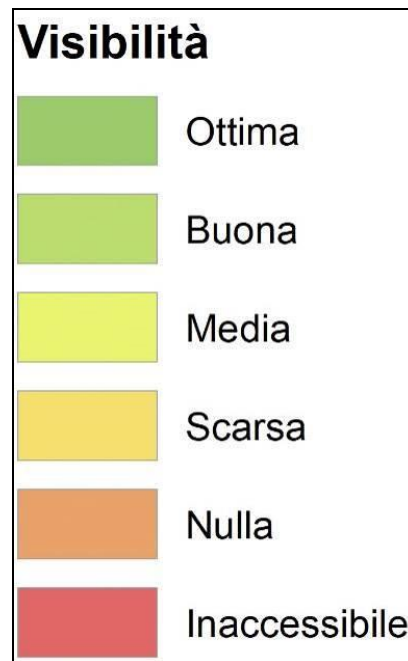 Visibilità
Ottima
Buona
Media
Scarsa
Nulla
Inaccessibile